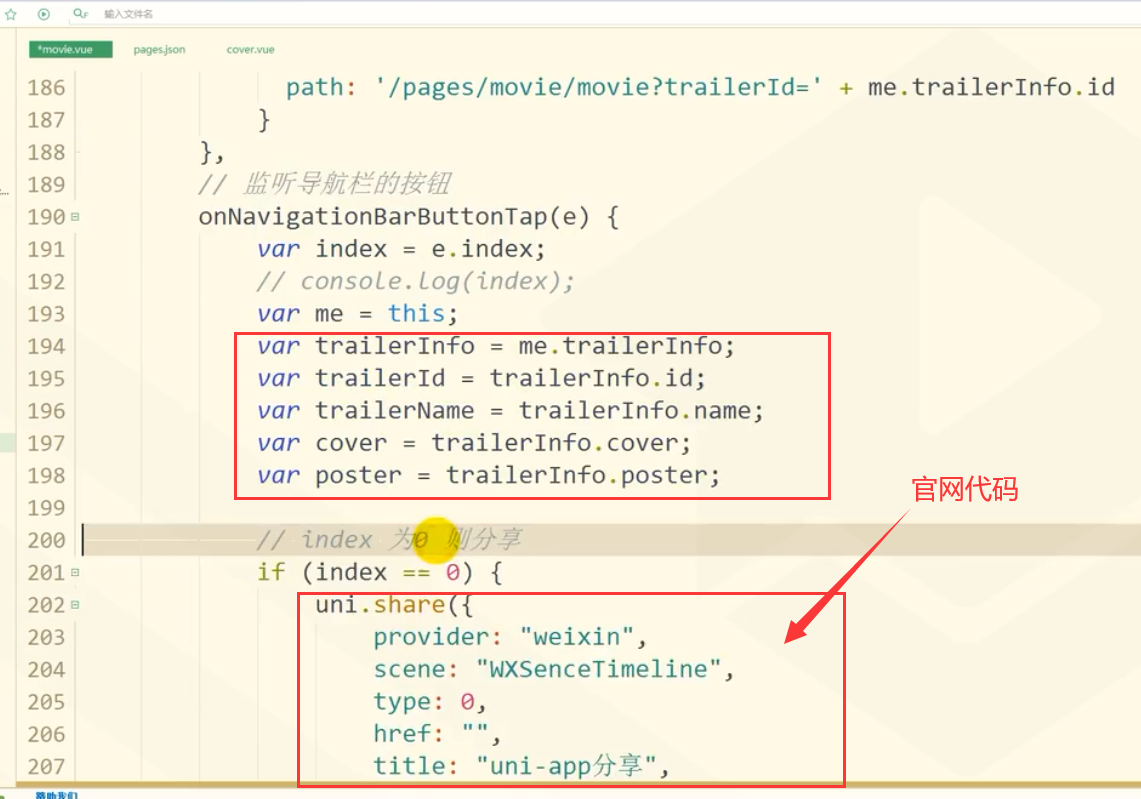 输入文件名
*movie.vue pages.json cover.vue
186 path: '/pages/movie/movie?trailerId=' + me.trailerInfo.id
187 }
188 },
189 // 监听导航栏的按钮
190 onNavigationBarButtonTap(e) {
191 var index = e.index;
192 // console.log(index);
193 var me = this;
194 var trailerInfo = me.trailerInfo;
195 var trailerId = trailerInfo.id;
196 var trailerName = trailerInfo.name;
197 var cover = trailerInfo.cover;
198 var poster = trailerInfo.poster;
官网代码
199
200 // index 为0 则分享
201 if (index == 0) {
202 uni.share({
203 provider: "weixin",
204 scene: "WXSenceTimeline",
205 type: 0,
206 href: "",
207 title: "uni-app分享",
赞助我们